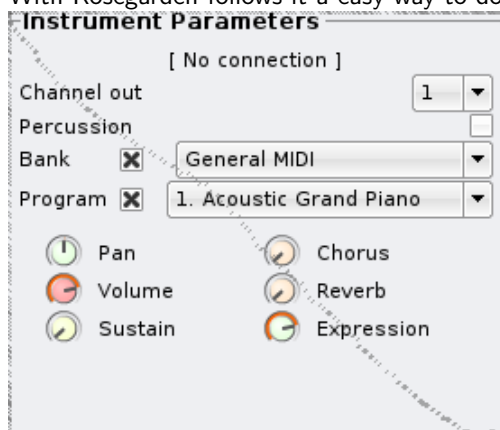 With Rosegarden follows it a easy way to do
Instrument Parameters
[ No connection ]
Channel out 1
Percussion
Bank General MIDI
Program 1. Acoustic Grand Piano
Pan Chorus
Volume Reverb
Sustain Expression